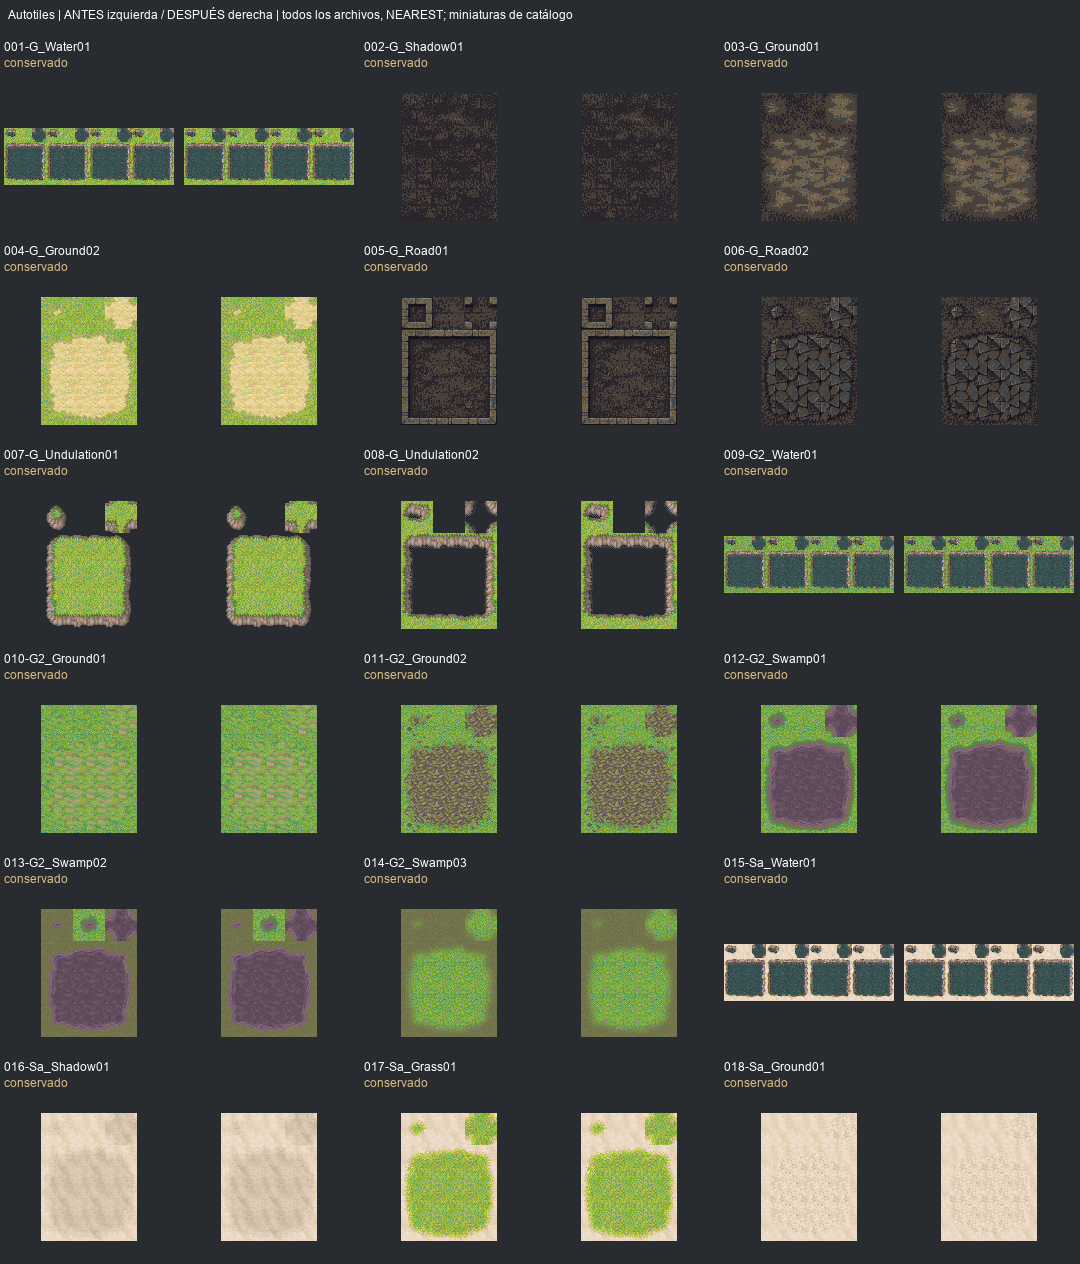 Autotiles | ANTES izquierda / DESPUÉS derecha | todos los archivos, NEAREST; miniaturas de catálogo
001-G_Water01
conservado
002-G_Shadow01
conservado
003-G_Ground01
conservado
004-G_Ground02
conservado
005-G_Road01
conservado
006-G_Road02
conservado
007-G_Undulation01
conservado
008-G_Undulation02
conservado
009-G2_Water01
conservado
010-G2_Ground01
conservado
011-G2_Ground02
conservado
012-G2_Swamp01
conservado
013-G2_Swamp02
conservado
014-G2_Swamp03
conservado
015-Sa_Water01
conservado
016-Sa_Shadow01
conservado
017-Sa_Grass01
conservado
018-Sa_Ground01
conservado